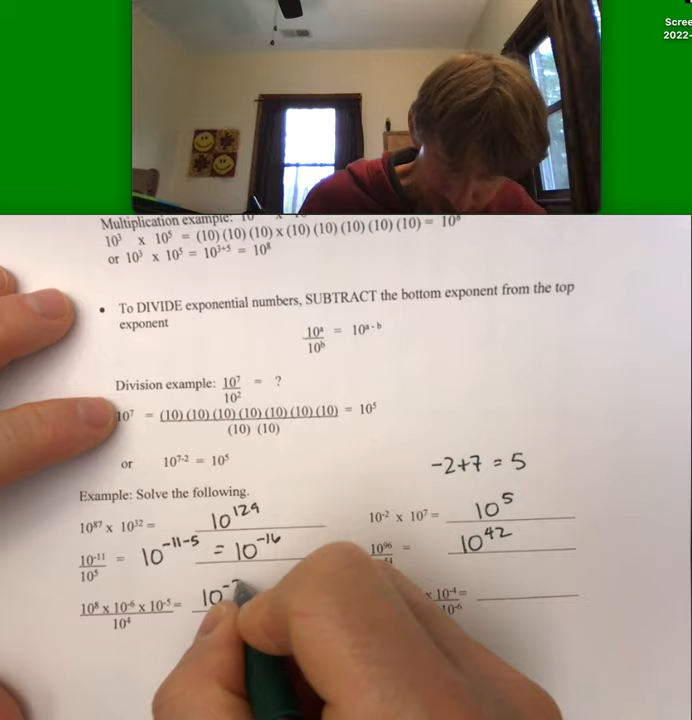 Scree
2022-
Multiplication example: 10
10³ x 10⁵ = (10) (10) (10) x (10) (10) (10) (10) (10) = 10⁸
or 10³ x 10⁵ = 10³⁺⁵ = 10⁸
• To DIVIDE exponential numbers, SUBTRACT the bottom exponent from the top
exponent
10ᵃ = 10ᵃ⁻ᵇ
10ᵇ
Division example: 10⁷ = ?
10²
10⁷ = (10) (10) (10) (10) (10) (10) (10) = 10⁵
(10) (10)
or 10⁷⁻² = 10⁵
-2+7 = 5
Example: Solve the following.
10⁸⁷ x 10³² = 10¹²⁹
10⁻² x 10⁷ = 10⁵
10⁻¹¹ = 10⁻¹¹⁻⁵ = 10⁻¹⁶
10⁵
10⁹⁶ = 10⁴²
10⁸ x 10⁻⁶ x 10⁻⁵ = 10⁻
10⁴
x 10⁻⁴ =
10⁻⁶